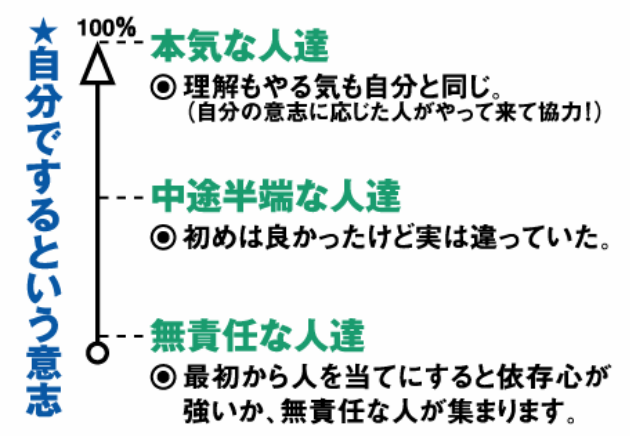 ★自分でするという意志
100%
本気な人達
◉ 理解もやる気も自分と同じ。
(自分の意志に応じた人がやって来て協力!)
中途半端な人達
◉ 初めは良かったけど実は違っていた。
無責任な人達
◉ 最初から人を当てにすると依存心が
強いか、無責任な人が集まります。